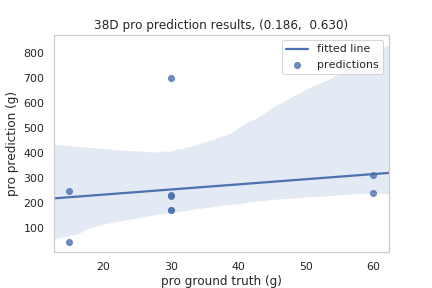 38D pro prediction results, (0.186,  0.630)
fitted line
predictions
800
700
600
500
400
300
200
100
pro prediction (g)
20 30 40 50 60
pro ground truth (g)